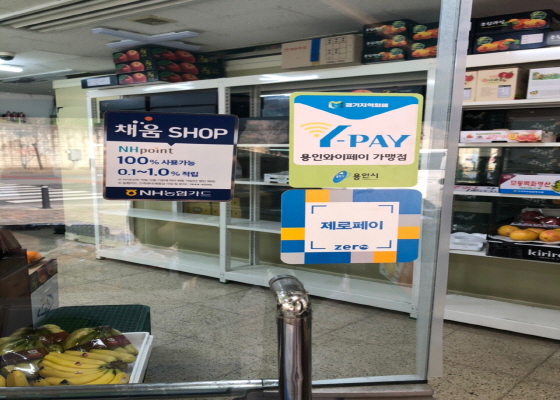 채움 SHOP
NHpoint
100% 사용가능
0.1~1.0% 적립
NH농협카드
경기지역화폐
Y-PAY
용인와이페이 가맹점
용인시
제로페이
zero